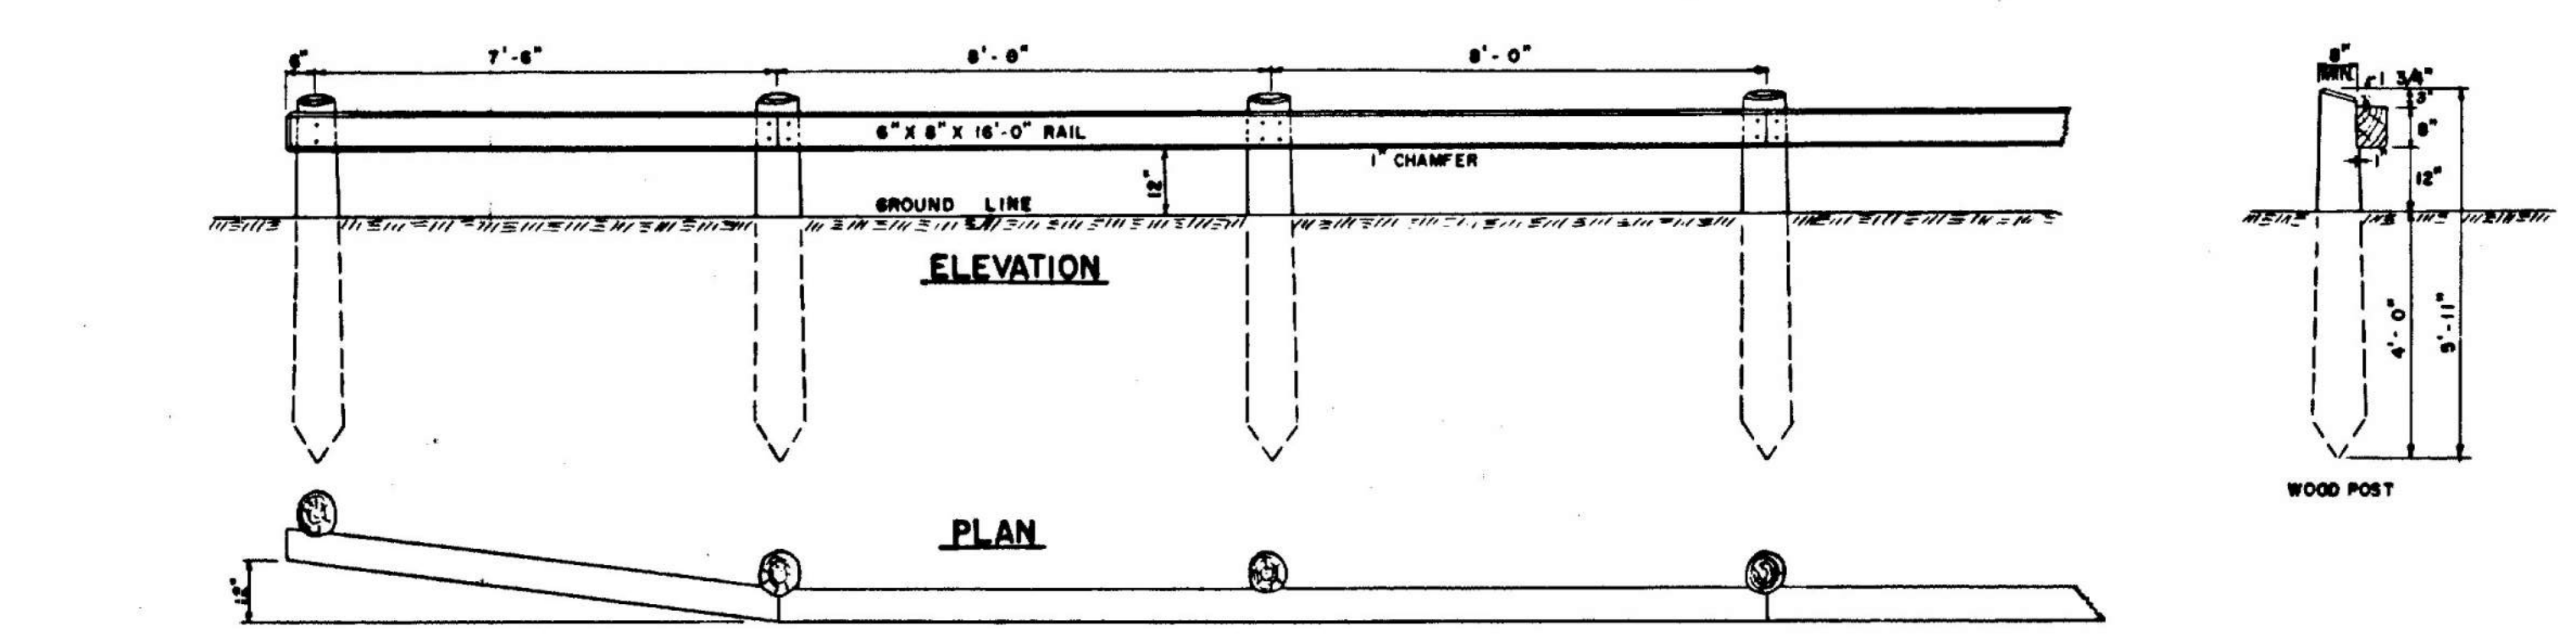 6" 7'-6" 8'-0" 8'-0"
6" X 8" X 16'-0" RAIL
1" CHAMFER
12"
GROUND LINE
ELEVATION
8"
MIN.
1 3/4"
3"
8"
1"
12"
4'-0"
5'-11"
WOOD POST
PLAN
12"